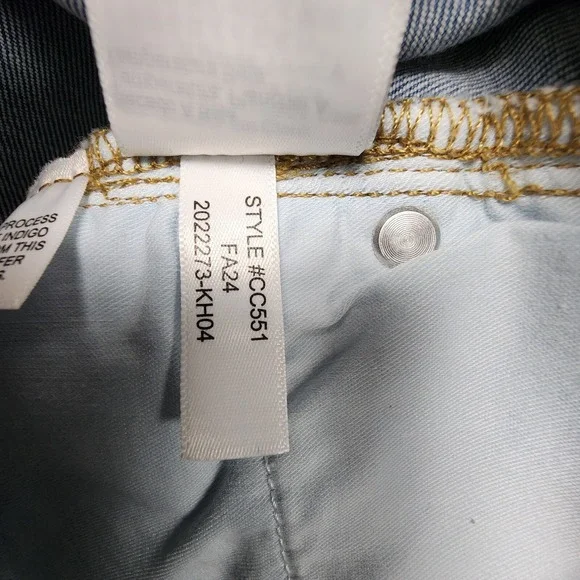 PROCESS
INDIGO
OM THIS
FER
S.
STYLE #CC551
FA24
2022273-KH04